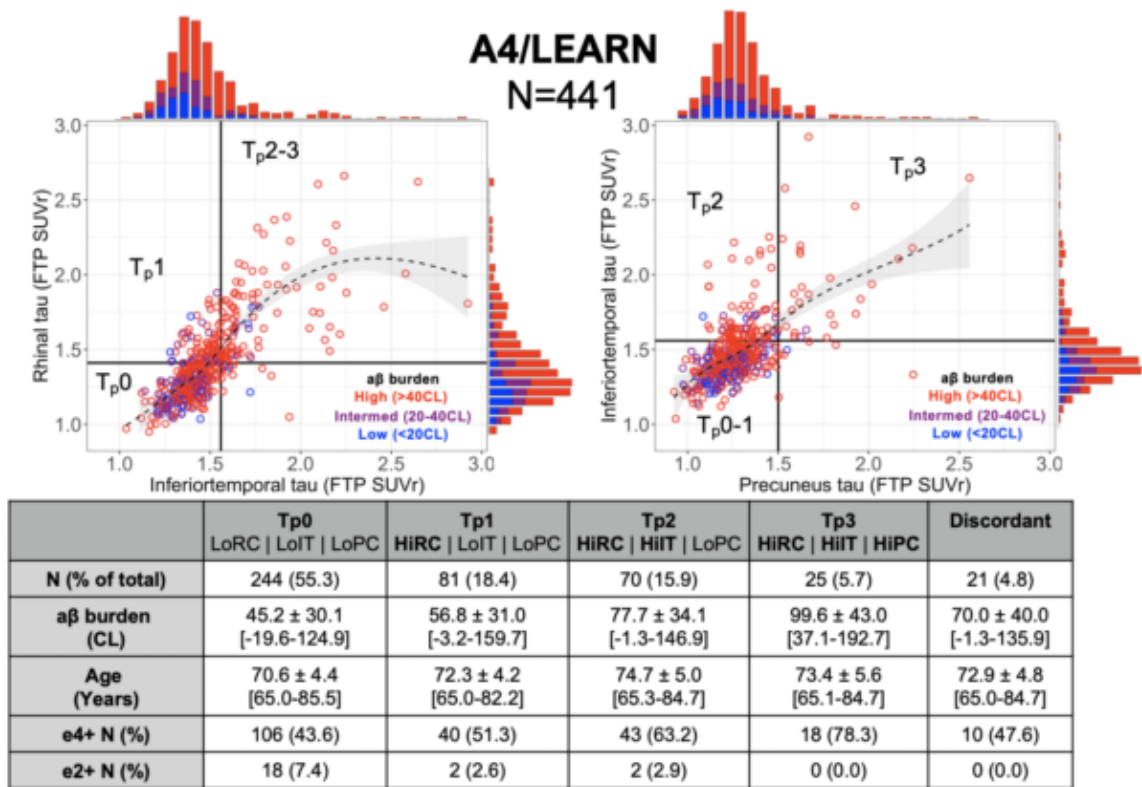 A4/LEARN
N=441
3.0
2.5
2.0
1.5
1.0
Rhinal tau (FTP SUVr)
Tp2-3
Tp1
Tp0
aβ burden
High (>40CL)
Intermed (20-40CL)
Low (<20CL)
1.0 1.5 2.0 2.5 3.0
Inferiortemporal tau (FTP SUVr)
3.0
2.5
2.0
1.5
1.0
Inferiortemporal tau (FTP SUVr)
Tp3
Tp2
Tp0-1
aβ burden
High (>40CL)
Intermed (20-40CL)
Low (<20CL)
1.0 1.5 2.0 2.5 3.0
Precuneus tau (FTP SUVr)
Tp0 Tp1 Tp2 Tp3 Discordant
LoRC | LoIT | LoPC HiRC | LoIT | LoPC HiRC | HiIT | LoPC HiRC | HiIT | HiPC
N (% of total) 244 (55.3) 81 (18.4) 70 (15.9) 25 (5.7) 21 (4.8)
aβ burden 45.2 ± 30.1 56.8 ± 31.0 77.7 ± 34.1 99.6 ± 43.0 70.0 ± 40.0
(CL) [-19.6-124.9] [-3.2-159.7] [-1.3-146.9] [37.1-192.7] [-1.3-135.9]
Age 70.6 ± 4.4 72.3 ± 4.2 74.7 ± 5.0 73.4 ± 5.6 72.9 ± 4.8
(Years) [65.0-85.5] [65.0-82.2] [65.3-84.7] [65.1-84.7] [65.0-84.7]
e4+ N (%) 106 (43.6) 40 (51.3) 43 (63.2) 18 (78.3) 10 (47.6)
e2+ N (%) 18 (7.4) 2 (2.6) 2 (2.9) 0 (0.0) 0 (0.0)